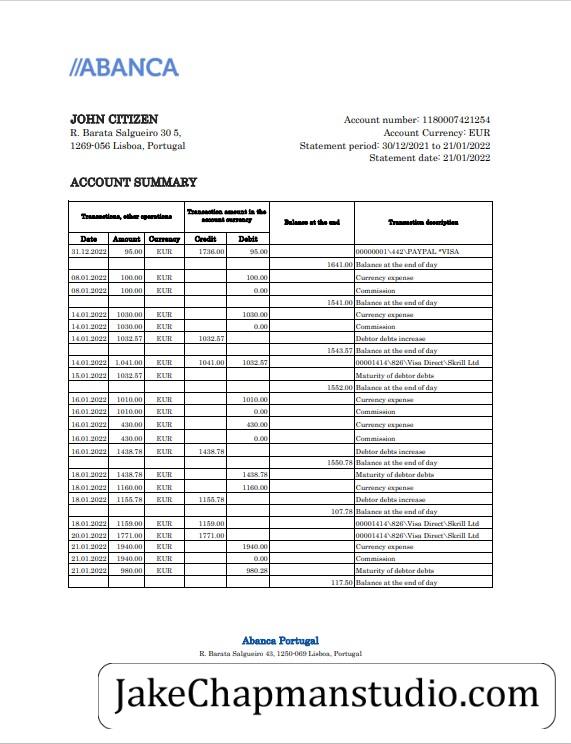 //ABANCA
JOHN CITIZEN
R. Barata Salgueiro 30 5,
1269-056 Lisboa, Portugal
Account number: 1180007421254
Account Currency: EUR
Statement period: 30/12/2021 to 21/01/2022
Statement date: 21/01/2022
ACCOUNT SUMMARY
Transactions, other operations Transaction amount in the account currency Balance at the end Transaction description
Date Amount Currency Credit Debit
31.12.2022 95.00 EUR 1736.00 95.00 00000001\442\PAYPAL *VISA
1641.00 Balance at the end of day
08.01.2022 100.00 EUR 100.00 Currency expense
08.01.2022 100.00 EUR 0.00 Commission
1541.00 Balance at the end of day
14.01.2022 1030.00 EUR 1030.00 Currency expense
14.01.2022 1030.00 EUR 0.00 Commission
14.01.2022 1032.57 EUR 1032.57 Debtor debts increase
1543.57 Balance at the end of day
14.01.2022 1.041.00 EUR 1041.00 1032.57 00001414\826\Visa Direct\Skrill Ltd
15.01.2022 1032.57 EUR Maturity of debtor debts
1552.00 Balance at the end of day
16.01.2022 1010.00 EUR 1010.00 Currency expense
16.01.2022 1010.00 EUR 0.00 Commission
16.01.2022 430.00 EUR 430.00 Currency expense
16.01.2022 430.00 EUR 0.00 Commission
16.01.2022 1438.78 EUR 1438.78 Debtor debts increase
1550.78 Balance at the end of day
18.01.2022 1438.78 EUR 1438.78 Maturity of debtor debts
18.01.2022 1160.00 EUR 1160.00 Currency expense
18.01.2022 1155.78 EUR 1155.78 Debtor debts increase
107.78 Balance at the end of day
18.01.2022 1159.00 EUR 1159.00 00001414\826\Visa Direct\Skrill Ltd
20.01.2022 1771.00 EUR 1771.00 00001414\826\Visa Direct\Skrill Ltd
21.01.2022 1940.00 EUR 1940.00 Currency expense
21.01.2022 1940.00 EUR 0.00 Commission
21.01.2022 980.00 EUR 980.28 Maturity of debtor debts
117.50 Balance at the end of day
Abanca Portugal
R. Barata Salgueiro 43, 1250-069 Lisboa, Portugal
JakeChapmanstudio.com